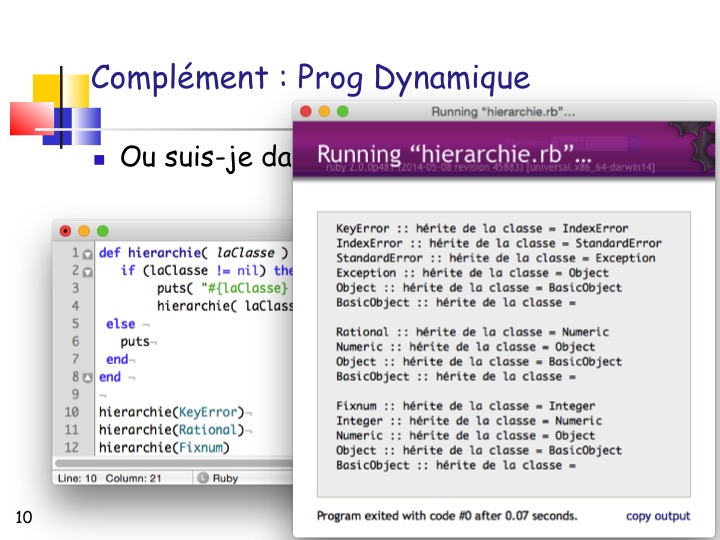 Complément : Prog Dynamique
Ou suis-je da
Running “hierarchie.rb”…
Running “hierarchie.rb”…
ruby 2.0.0p481 (2014-05-08 revision 45883) [universal.x86_64-darwin14]
1 def hierarchie( laClasse )
2 if (laClasse != nil) the
3 puts( "#{laClasse}
4 hierarchie( laClass
5 else ¬
6 puts¬
7 end¬
8 end ¬
9 ¬
10 hierarchie(KeyError)¬
11 hierarchie(Rational)¬
12 hierarchie(Fixnum)
Line: 10 Column: 21 L Ruby
KeyError :: hérite de la classe = IndexError
IndexError :: hérite de la classe = StandardError
StandardError :: hérite de la classe = Exception
Exception :: hérite de la classe = Object
Object :: hérite de la classe = BasicObject
BasicObject :: hérite de la classe =
Rational :: hérite de la classe = Numeric
Numeric :: hérite de la classe = Object
Object :: hérite de la classe = BasicObject
BasicObject :: hérite de la classe =
Fixnum :: hérite de la classe = Integer
Integer :: hérite de la classe = Numeric
Numeric :: hérite de la classe = Object
Object :: hérite de la classe = BasicObject
BasicObject :: hérite de la classe =
Program exited with code #0 after 0.07 seconds. copy output
10